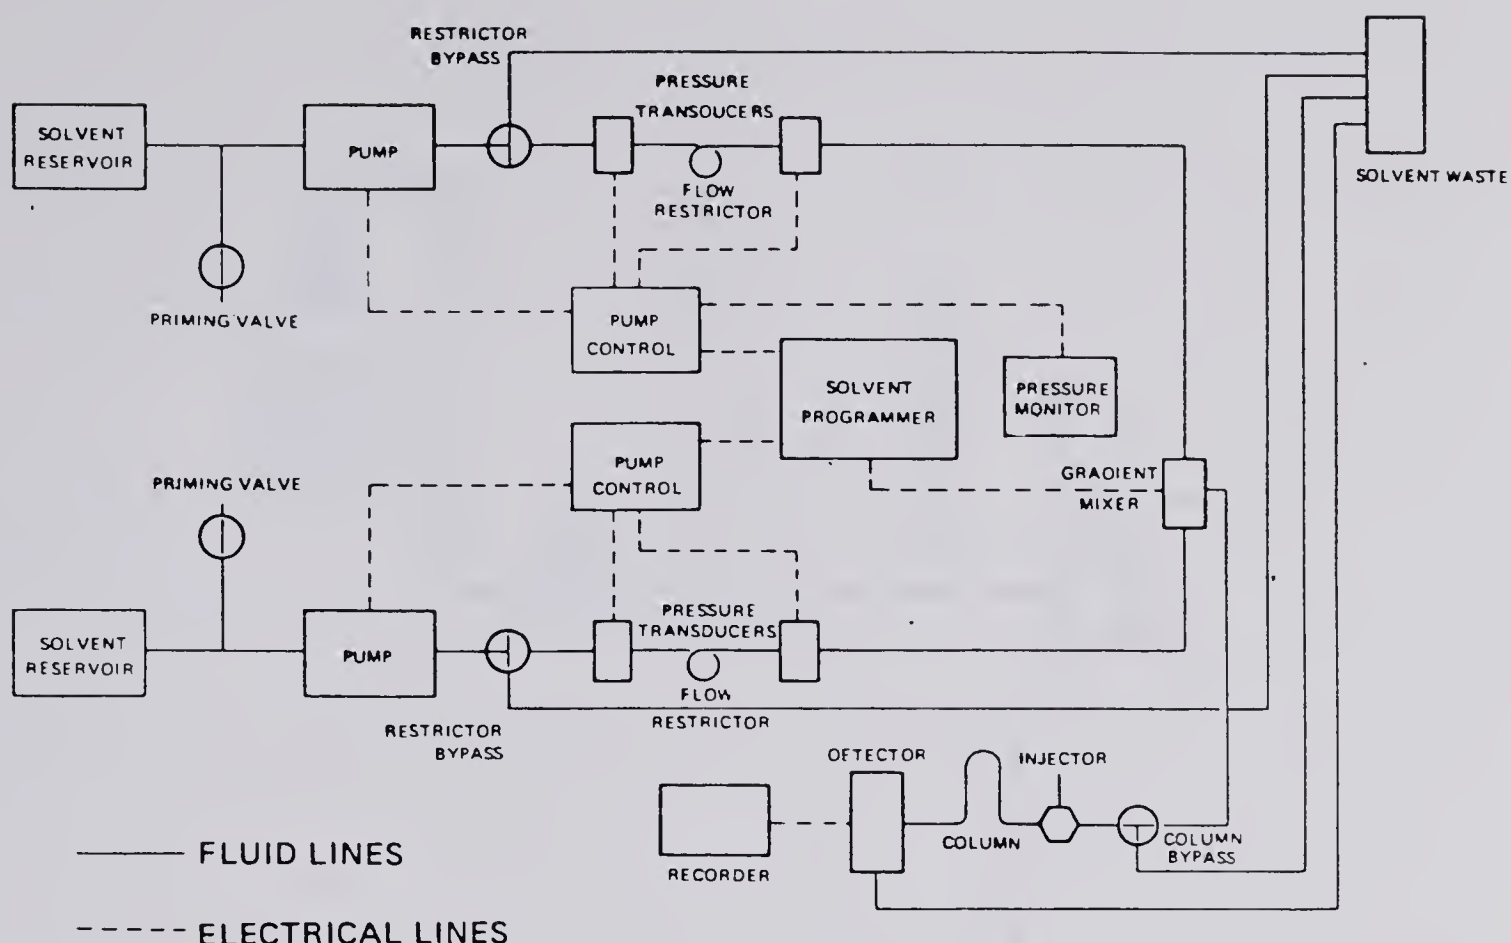 RESTRICTOR
BYPASS
PRESSURE
TRANSOUCERS
SOLVENT
RESERVOIR
PUMP
FLOW
RESTRICTOR
SOLVENT WASTE
PRIMING VALVE
PUMP
CONTROL
SOLVENT
PROGRAMMER
PRESSURE
MONITOR
PUMP
CONTROL
PRIMING VALVE
GRAOIENT
MIXER
SOLVENT
RESERVOIR
PUMP
PRESSURE
TRANSDUCERS
FLOW
RESTRICTOR
RESTRICTOR
BYPASS
OETECTOR
INJECTOR
COLUMN
COLUMN
BYPASS
RECORDER
FLUID LINES
ELECTRICAL LINES